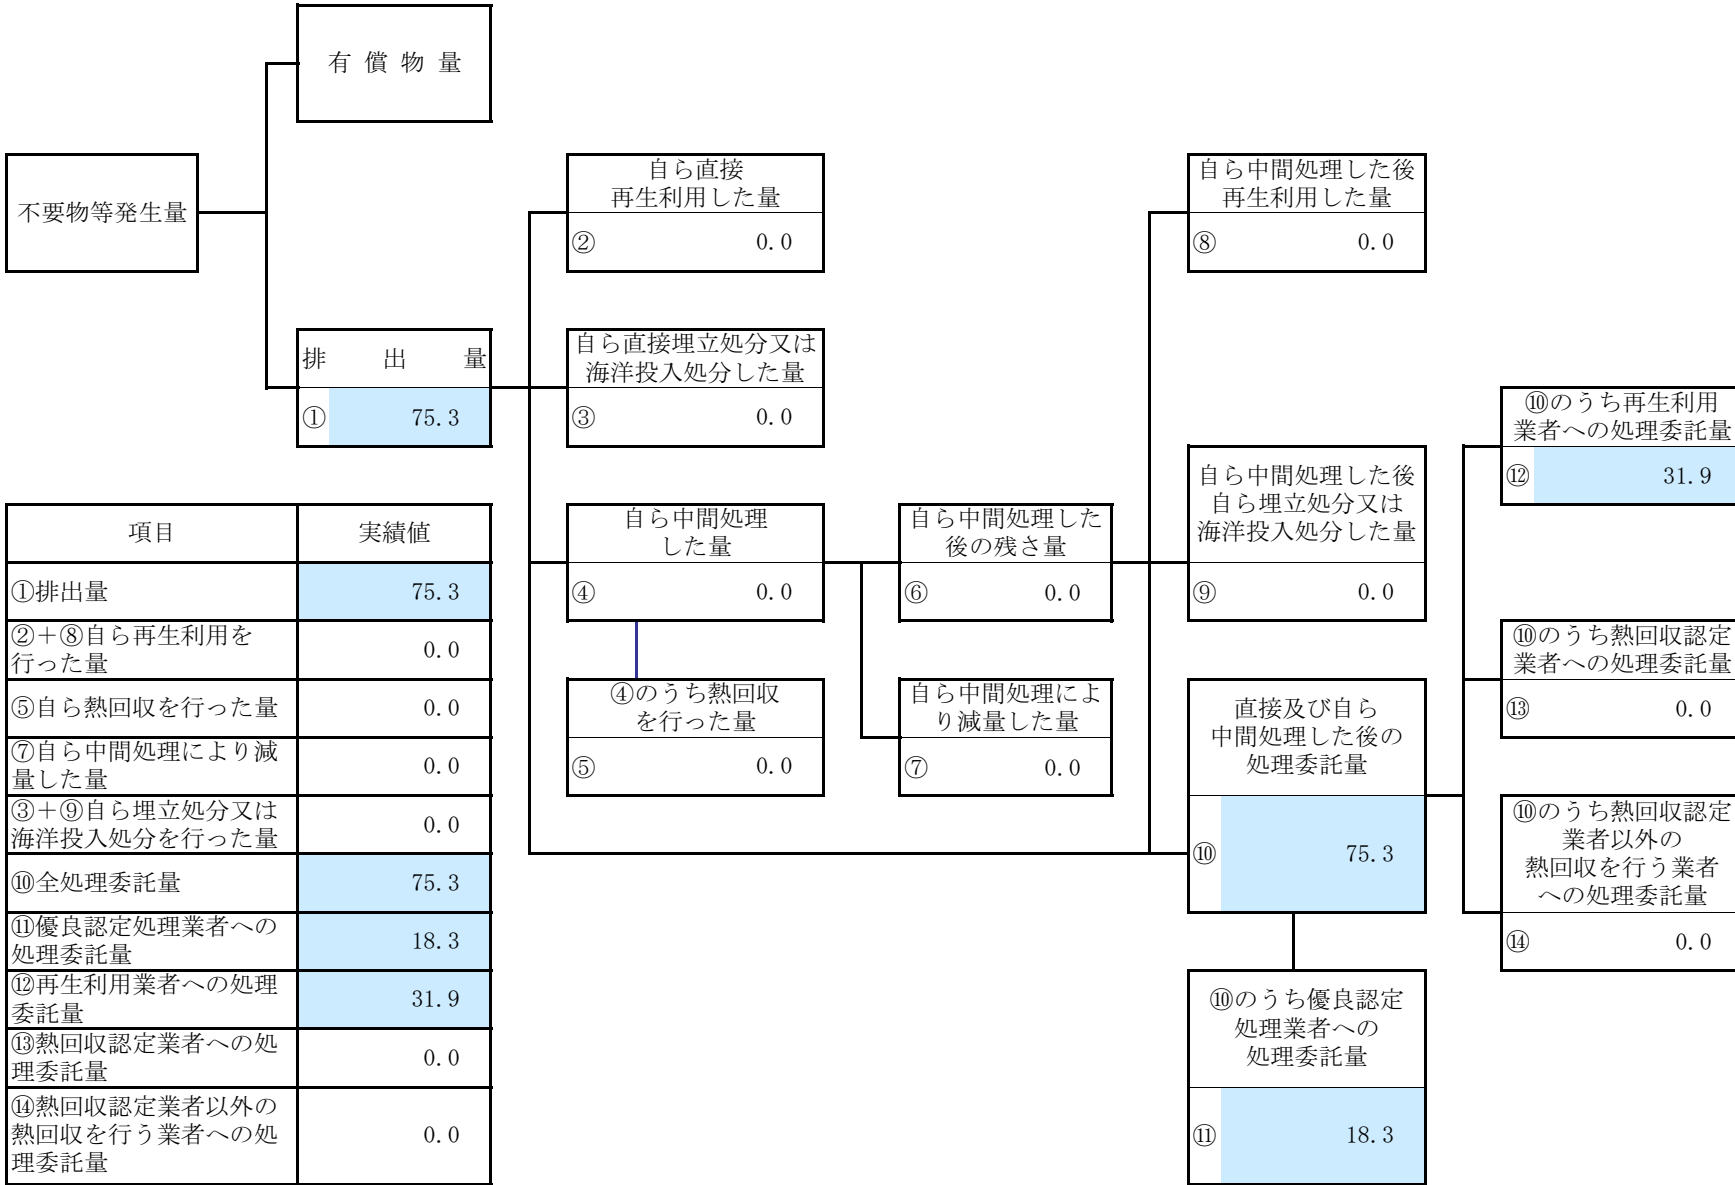 有 償 物 量
不要物等発生量
自ら直接
再生利用した量
② 0.0
自ら中間処理した後
再生利用した量
⑧ 0.0
排 出 量
① 75.3
自ら直接埋立処分又は
海洋投入処分した量
③ 0.0
⑩のうち再生利用
業者への処理委託量
⑫ 31.9
自ら中間処理
した量
④ 0.0
自ら中間処理した
後の残さ量
⑥ 0.0
自ら中間処理した後
自ら埋立処分又は
海洋投入処分した量
⑨ 0.0
⑩のうち熱回収認定
業者への処理委託量
⑬ 0.0
④のうち熱回収
を行った量
⑤ 0.0
自ら中間処理によ
り減量した量
⑦ 0.0
直接及び自ら
中間処理した後の
処理委託量
⑩ 75.3
⑩のうち熱回収認定
業者以外の
熱回収を行う業者
への処理委託量
⑭ 0.0
⑩のうち優良認定
処理業者への
処理委託量
⑪ 18.3
項目 実績値
①排出量 75.3
②＋⑧自ら再生利用を
行った量 0.0
⑤自ら熱回収を行った量 0.0
⑦自ら中間処理により減
量した量 0.0
③＋⑨自ら埋立処分又は
海洋投入処分を行った量 0.0
⑩全処理委託量 75.3
⑪優良認定処理業者への
処理委託量 18.3
⑫再生利用業者への処理
委託量 31.9
⑬熱回収認定業者への処
理委託量 0.0
⑭熱回収認定業者以外の
熱回収を行う業者への処
理委託量 0.0